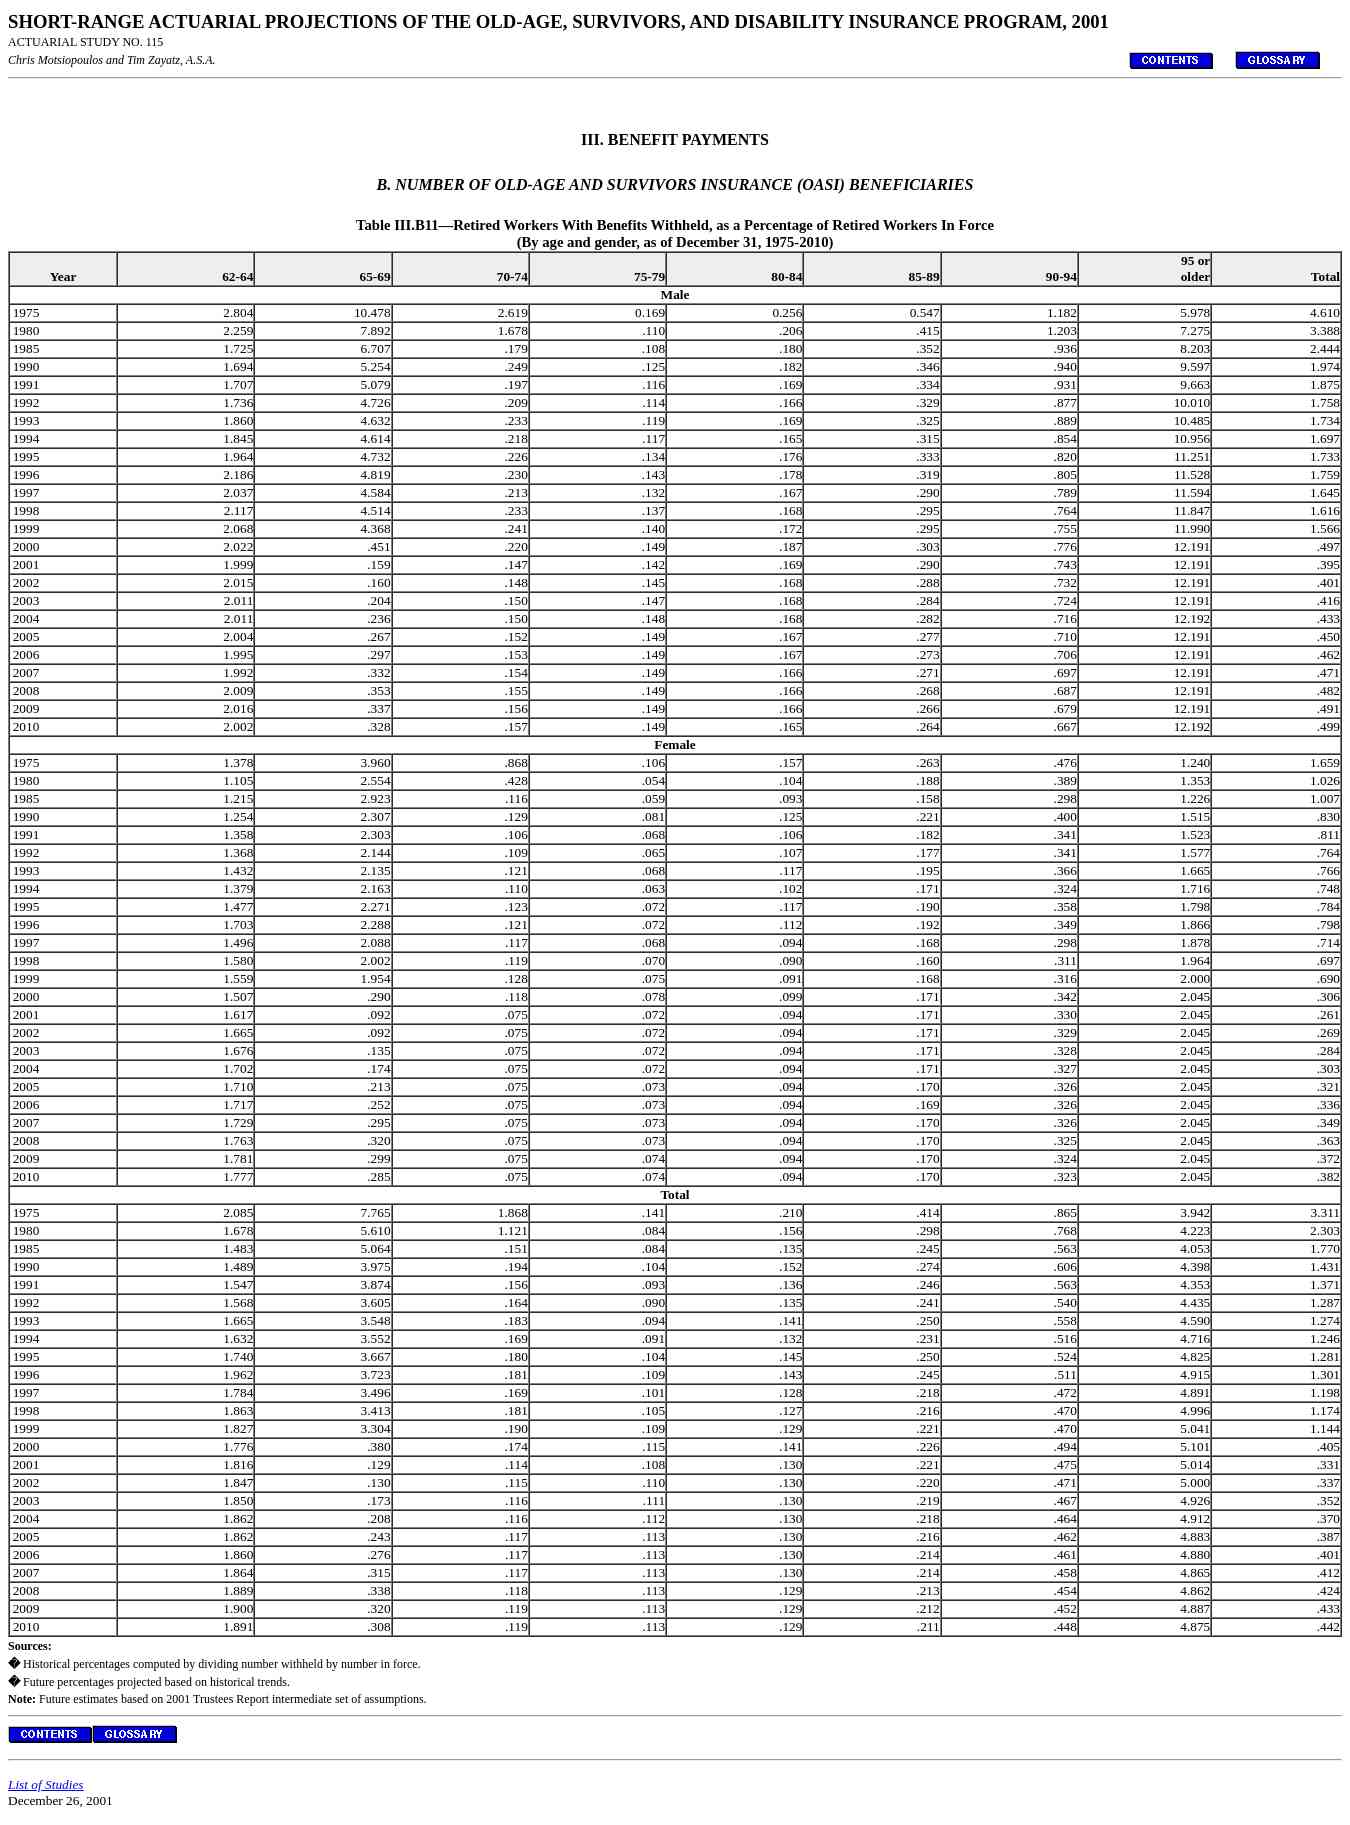 SHORT-RANGE ACTUARIAL PROJECTIONS OF THE OLD-AGE, SURVIVORS, AND DISABILITY INSURANCE PROGRAM, 2001
ACTUARIAL STUDY NO. 115
Chris Motsiopoulos and Tim Zayatz, A.S.A. CONTENTS GLOSSARY
III. BENEFIT PAYMENTS
B. NUMBER OF OLD-AGE AND SURVIVORS INSURANCE (OASI) BENEFICIARIES
Table III.B11—Retired Workers With Benefits Withheld, as a Percentage of Retired Workers In Force
(By age and gender, as of December 31, 1975-2010)
Year 62-64 65-69 70-74 75-79 80-84 85-89 90-94 95 or older Total
Male
1975 2.804 10.478 2.619 0.169 0.256 0.547 1.182 5.978 4.610
1980 2.259 7.892 1.678 .110 .206 .415 1.203 7.275 3.388
1985 1.725 6.707 .179 .108 .180 .352 .936 8.203 2.444
1990 1.694 5.254 .249 .125 .182 .346 .940 9.597 1.974
1991 1.707 5.079 .197 .116 .169 .334 .931 9.663 1.875
1992 1.736 4.726 .209 .114 .166 .329 .877 10.010 1.758
1993 1.860 4.632 .233 .119 .169 .325 .889 10.485 1.734
1994 1.845 4.614 .218 .117 .165 .315 .854 10.956 1.697
1995 1.964 4.732 .226 .134 .176 .333 .820 11.251 1.733
1996 2.186 4.819 .230 .143 .178 .319 .805 11.528 1.759
1997 2.037 4.584 .213 .132 .167 .290 .789 11.594 1.645
1998 2.117 4.514 .233 .137 .168 .295 .764 11.847 1.616
1999 2.068 4.368 .241 .140 .172 .295 .755 11.990 1.566
2000 2.022 .451 .220 .149 .187 .303 .776 12.191 .497
2001 1.999 .159 .147 .142 .169 .290 .743 12.191 .395
2002 2.015 .160 .148 .145 .168 .288 .732 12.191 .401
2003 2.011 .204 .150 .147 .168 .284 .724 12.191 .416
2004 2.011 .236 .150 .148 .168 .282 .716 12.192 .433
2005 2.004 .267 .152 .149 .167 .277 .710 12.191 .450
2006 1.995 .297 .153 .149 .167 .273 .706 12.191 .462
2007 1.992 .332 .154 .149 .166 .271 .697 12.191 .471
2008 2.009 .353 .155 .149 .166 .268 .687 12.191 .482
2009 2.016 .337 .156 .149 .166 .266 .679 12.191 .491
2010 2.002 .328 .157 .149 .165 .264 .667 12.192 .499
Female
1975 1.378 3.960 .868 .106 .157 .263 .476 1.240 1.659
1980 1.105 2.554 .428 .054 .104 .188 .389 1.353 1.026
1985 1.215 2.923 .116 .059 .093 .158 .298 1.226 1.007
1990 1.254 2.307 .129 .081 .125 .221 .400 1.515 .830
1991 1.358 2.303 .106 .068 .106 .182 .341 1.523 .811
1992 1.368 2.144 .109 .065 .107 .177 .341 1.577 .764
1993 1.432 2.135 .121 .068 .117 .195 .366 1.665 .766
1994 1.379 2.163 .110 .063 .102 .171 .324 1.716 .748
1995 1.477 2.271 .123 .072 .117 .190 .358 1.798 .784
1996 1.703 2.288 .121 .072 .112 .192 .349 1.866 .798
1997 1.496 2.088 .117 .068 .094 .168 .298 1.878 .714
1998 1.580 2.002 .119 .070 .090 .160 .311 1.964 .697
1999 1.559 1.954 .128 .075 .091 .168 .316 2.000 .690
2000 1.507 .290 .118 .078 .099 .171 .342 2.045 .306
2001 1.617 .092 .075 .072 .094 .171 .330 2.045 .261
2002 1.665 .092 .075 .072 .094 .171 .329 2.045 .269
2003 1.676 .135 .075 .072 .094 .171 .328 2.045 .284
2004 1.702 .174 .075 .072 .094 .171 .327 2.045 .303
2005 1.710 .213 .075 .073 .094 .170 .326 2.045 .321
2006 1.717 .252 .075 .073 .094 .169 .326 2.045 .336
2007 1.729 .295 .075 .073 .094 .170 .326 2.045 .349
2008 1.763 .320 .075 .073 .094 .170 .325 2.045 .363
2009 1.781 .299 .075 .074 .094 .170 .324 2.045 .372
2010 1.777 .285 .075 .074 .094 .170 .323 2.045 .382
Total
1975 2.085 7.765 1.868 .141 .210 .414 .865 3.942 3.311
1980 1.678 5.610 1.121 .084 .156 .298 .768 4.223 2.303
1985 1.483 5.064 .151 .084 .135 .245 .563 4.053 1.770
1990 1.489 3.975 .194 .104 .152 .274 .606 4.398 1.431
1991 1.547 3.874 .156 .093 .136 .246 .563 4.353 1.371
1992 1.568 3.605 .164 .090 .135 .241 .540 4.435 1.287
1993 1.665 3.548 .183 .094 .141 .250 .558 4.590 1.274
1994 1.632 3.552 .169 .091 .132 .231 .516 4.716 1.246
1995 1.740 3.667 .180 .104 .145 .250 .524 4.825 1.281
1996 1.962 3.723 .181 .109 .143 .245 .511 4.915 1.301
1997 1.784 3.496 .169 .101 .128 .218 .472 4.891 1.198
1998 1.863 3.413 .181 .105 .127 .216 .470 4.996 1.174
1999 1.827 3.304 .190 .109 .129 .221 .470 5.041 1.144
2000 1.776 .380 .174 .115 .141 .226 .494 5.101 .405
2001 1.816 .129 .114 .108 .130 .221 .475 5.014 .331
2002 1.847 .130 .115 .110 .130 .220 .471 5.000 .337
2003 1.850 .173 .116 .111 .130 .219 .467 4.926 .352
2004 1.862 .208 .116 .112 .130 .218 .464 4.912 .370
2005 1.862 .243 .117 .113 .130 .216 .462 4.883 .387
2006 1.860 .276 .117 .113 .130 .214 .461 4.880 .401
2007 1.864 .315 .117 .113 .130 .214 .458 4.865 .412
2008 1.889 .338 .118 .113 .129 .213 .454 4.862 .424
2009 1.900 .320 .119 .113 .129 .212 .452 4.887 .433
2010 1.891 .308 .119 .113 .129 .211 .448 4.875 .442
Sources:
� Historical percentages computed by dividing number withheld by number in force.
� Future percentages projected based on historical trends.
Note: Future estimates based on 2001 Trustees Report intermediate set of assumptions.
CONTENTS GLOSSARY
List of Studies
December 26, 2001